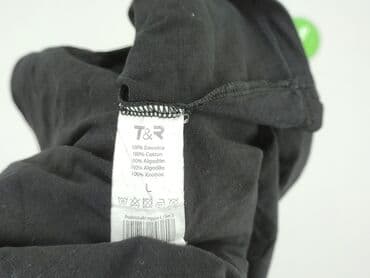 T&R
100% Bawełna
100% Cotton
100% Algodón
100% Algodão
100% Хлопок
L